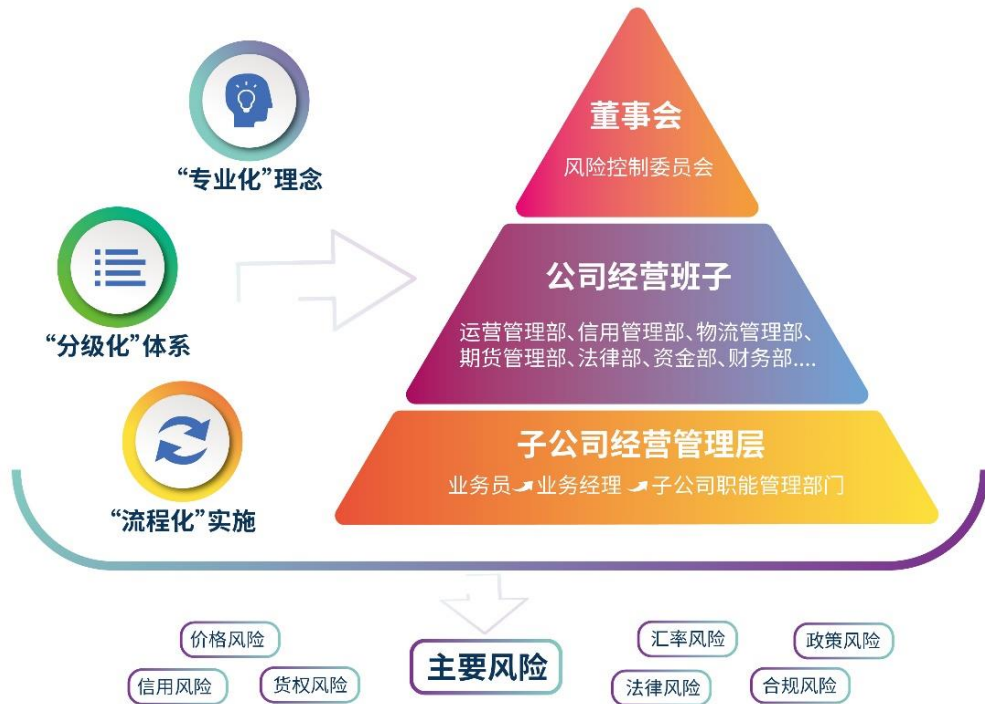 “专业化”理念
“分级化”体系
“流程化”实施
董事会
风险控制委员会
公司经营班子
运营管理部、信用管理部、物流管理部、
期货管理部、法律部、资金部、财务部....
子公司经营管理层
业务员➚业务经理➚子公司职能管理部门
价格风险
信用风险
货权风险
主要风险
汇率风险
政策风险
法律风险
合规风险